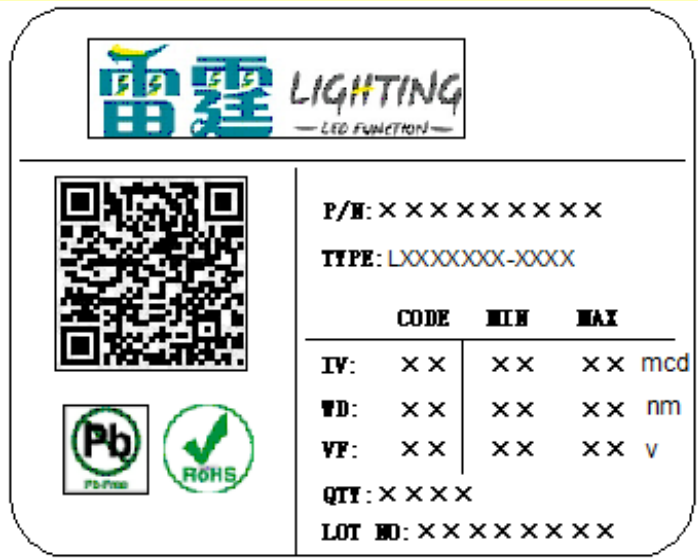 雷霆 LIGHTING
LED FUNCTION
P/N: ×××××××××
TYPE: LXXXXXXX-XXXX
CODE MIN MAX
IV: ×× ×× ×× mcd
WD: ×× ×× ×× nm
VF: ×× ×× ×× v
QTY: ××××
LOT NO: ××××××××
Pb
Pb-Free
RoHS